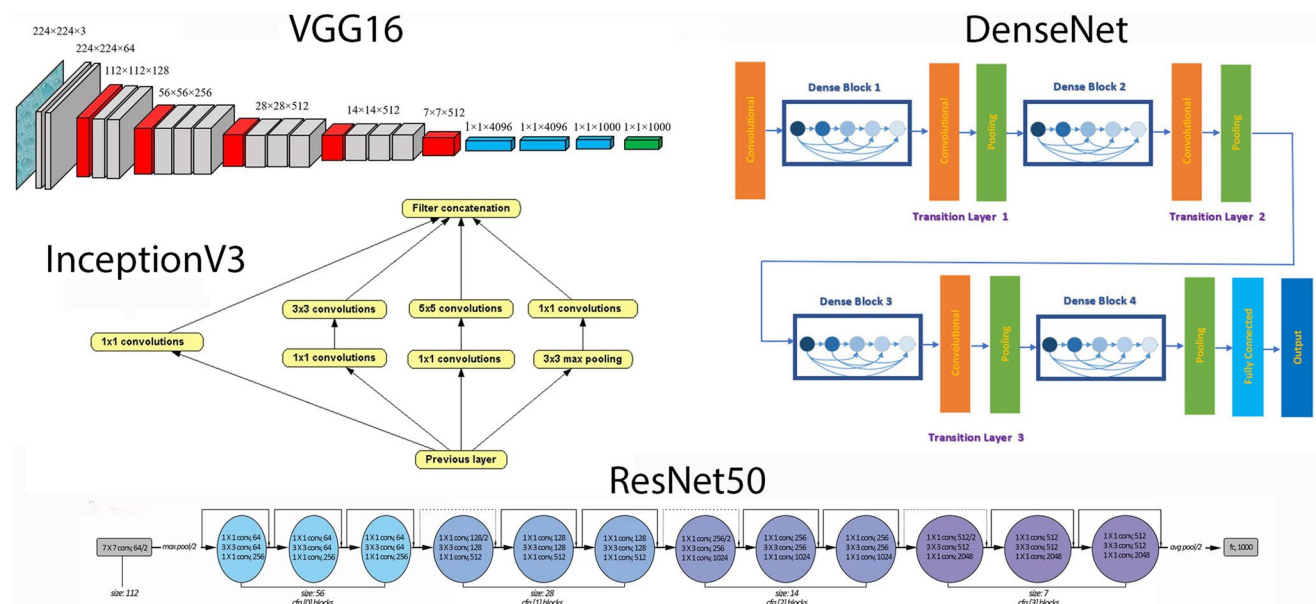 VGG16
224×224×3
224×224×64
112×112×128
56×56×256
28×28×512
14×14×512
7×7×512
1×1×4096
1×1×4096
1×1×1000
1×1×1000
DenseNet
Convolutional
Dense Block 1
Convolutional
Pooling
Dense Block 2
Convolutional
Pooling
Transition Layer 1
Transition Layer 2
Dense Block 3
Convolutional
Pooling
Dense Block 4
Pooling
Fully Connected
Output
Transition Layer 3
InceptionV3
Filter concatenation
3x3 convolutions
5x5 convolutions
1x1 convolutions
1x1 convolutions
1x1 convolutions
1x1 convolutions
3x3 max pooling
Previous layer
ResNet50
7 X 7 conv, 64/2
max pool/2
1 X 1 conv, 64
3 X 3 conv, 64
1 X 1 conv, 256
1 X 1 conv, 64
3 X 3 conv, 64
1 X 1 conv, 256
1 X 1 conv, 64
3 X 3 conv, 64
1 X 1 conv, 256
1 X 1 conv, 128/2
3 X 3 conv, 128
1 X 1 conv, 512
1 X 1 conv, 128
3 X 3 conv, 128
1 X 1 conv, 512
1 X 1 conv, 128
3 X 3 conv, 128
1 X 1 conv, 512
1 X 1 conv, 256/2
3 X 3 conv, 256
1 X 1 conv, 1024
1 X 1 conv, 256
3 X 3 conv, 256
1 X 1 conv, 1024
1 X 1 conv, 256
3 X 3 conv, 256
1 X 1 conv, 1024
1 X 1 conv, 512/2
3 X 3 conv, 512
1 X 1 conv, 2048
1 X 1 conv, 512
3 X 3 conv, 512
1 X 1 conv, 2048
1 X 1 conv, 512
3 X 3 conv, 512
1 X 1 conv, 2048
avg pool/2
fc, 1000
size: 112
size: 56
size: 28
size: 14
size: 7
cfg [0] blocks
cfg [1] blocks
cfg [2] blocks
cfg [3] blocks